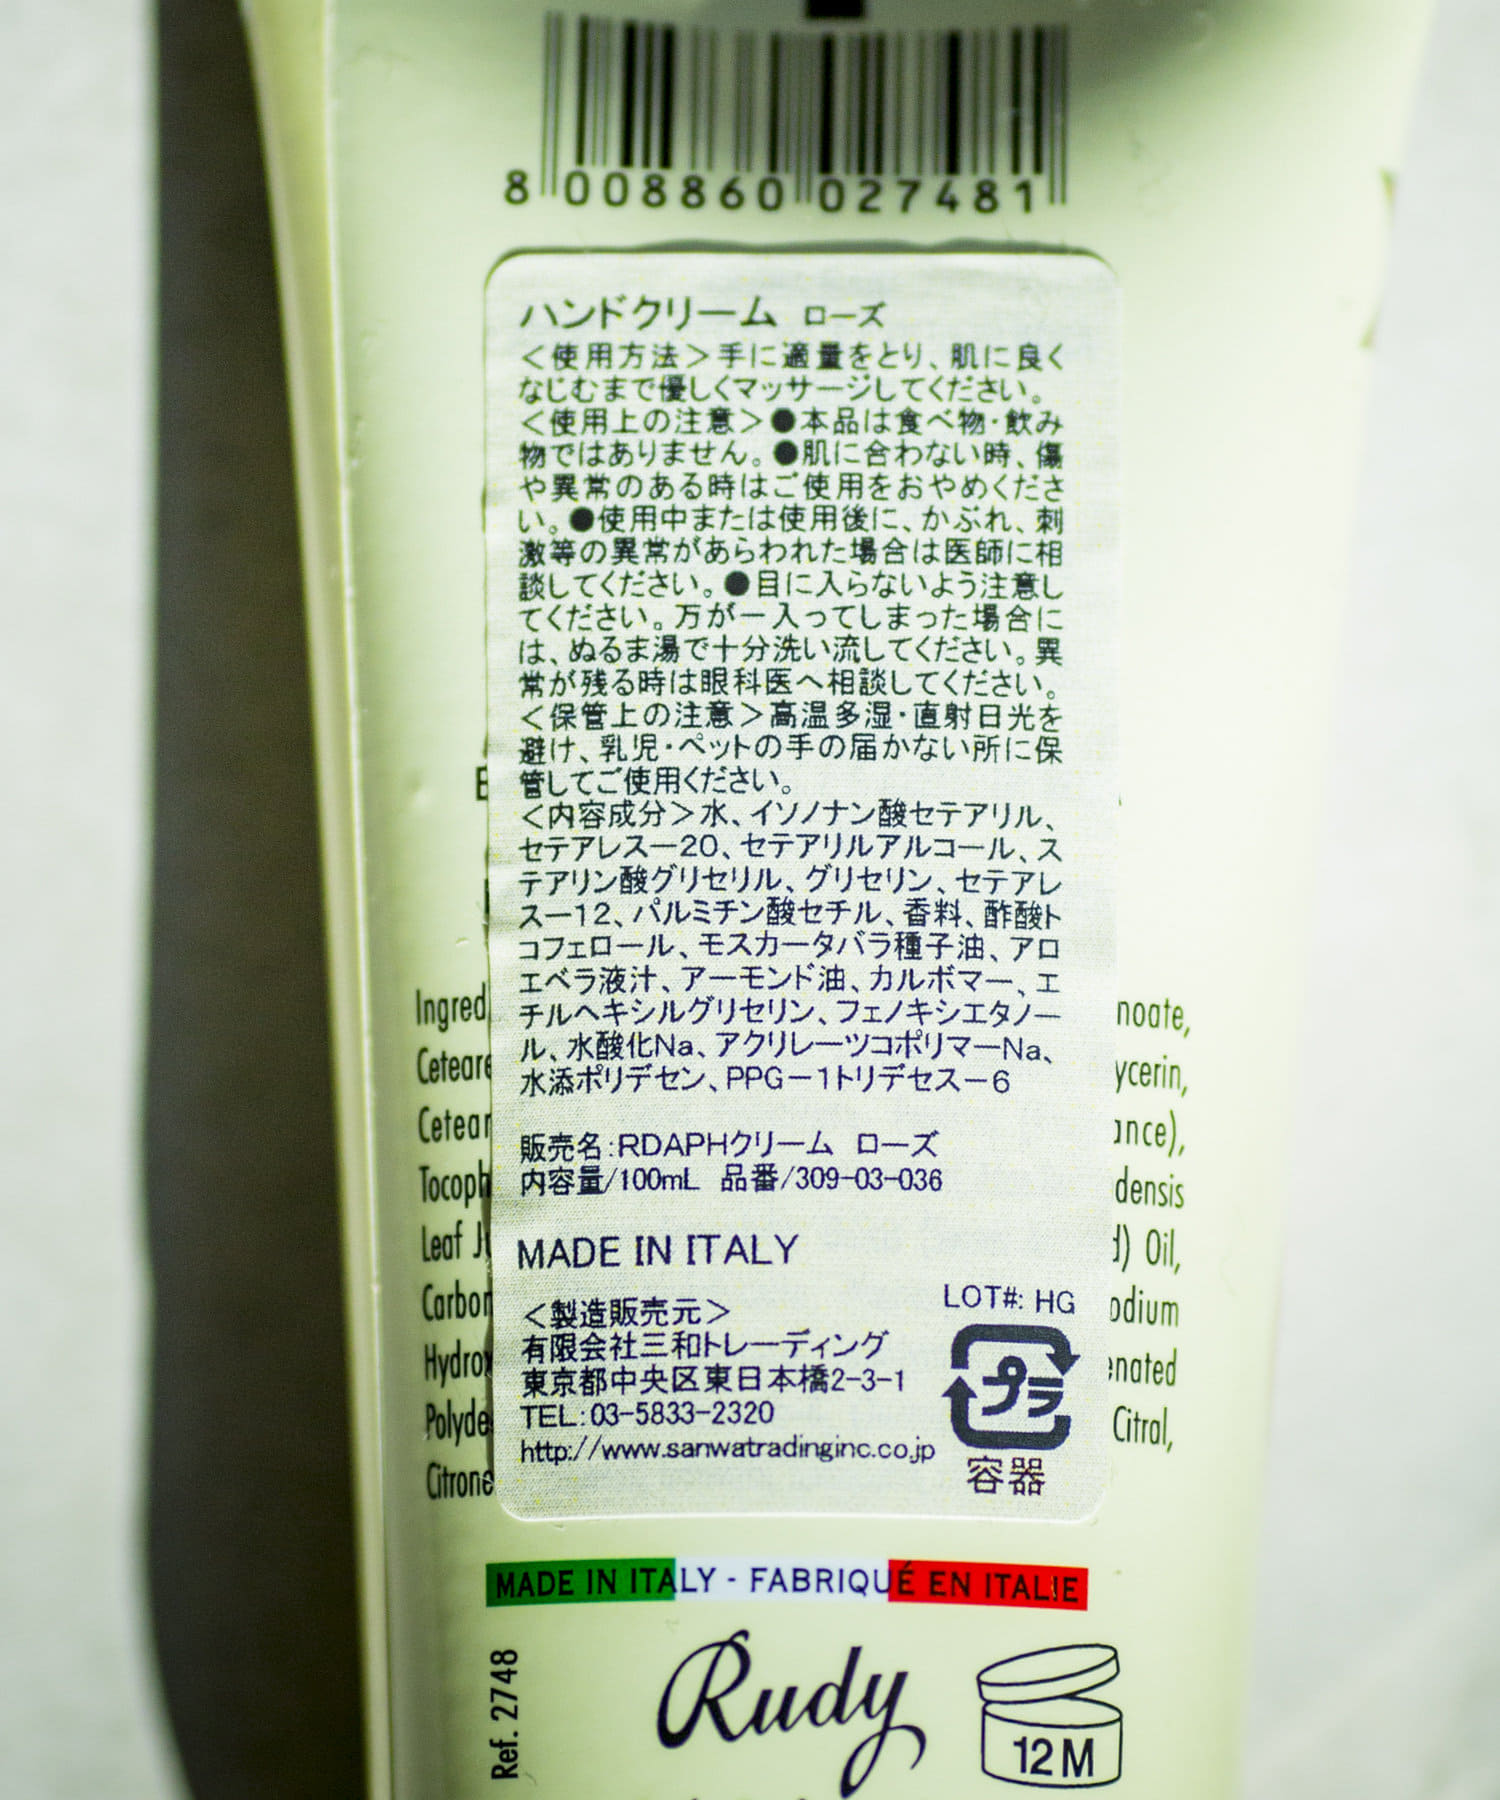 8 008860 027481
ハンドクリーム ローズ
＜使用方法＞手に適量をとり、肌に良く
なじむまで優しくマッサージしてください。
＜使用上の注意＞●本品は食べ物・飲み
物ではありません。●肌に合わない時、傷
や異常のある時はご使用をおやめくださ
い。●使用中または使用後に、かぶれ、刺
激等の異常があらわれた場合は医師に相
談してください。●目に入らないよう注意し
てください。万が一入ってしまった場合に
は、ぬるま湯で十分洗い流してください。異
常が残る時は眼科医へ相談してください。
＜保管上の注意＞高温多湿・直射日光を
避け、乳児・ペットの手の届かない所に保
管してご使用ください。
＜内容成分＞水、イソノナン酸セテアリル、
セテアレスー20、セテアリルアルコール、ス
テアリン酸グリセリル、グリセリン、セテアレ
スー12、パルミチン酸セチル、香料、酢酸ト
コフェロール、モスカータバラ種子油、アロ
エベラ液汁、アーモンド油、カルボマー、エ
チルヘキシルグリセリン、フェノキシエタノー
ル、水酸化Na、アクリレーツコポリマーNa、
水添ポリデセン、PPG－1トリデセス－6
販売名：RDAPHクリーム ローズ
内容量/100mL 品番/309-03-036
MADE IN ITALY
＜製造販売元＞
有限会社三和トレーディング
東京都中央区東日本橋2-3-1
TEL：03-5833-2320
http://www.sanwatradinginc.co.jp
LOT#: HG
プラ
容器
Ingred noate,
Ceteare ycerin,
Cetear ance),
Tocoph densis
Leaf J d) Oil,
Carbon odium
Hydrox enated
Polyde Citral,
Citrone
MADE IN ITALY - FABRIQUÉ EN ITALIE
Ref. 2748
Rudy
12M